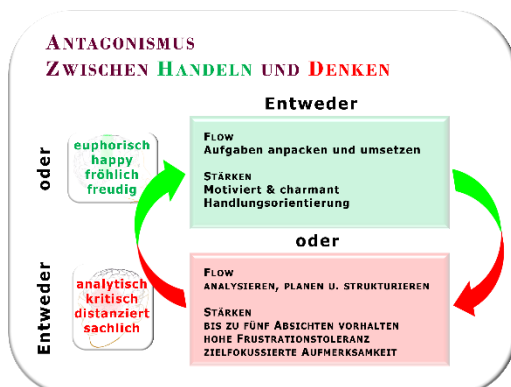 ANTAGONISMUS
ZWISCHEN HANDELN UND DENKEN
Entweder
oder
euphorisch
happy
fröhlich
freudig
FLOW
Aufgaben anpacken und umsetzen
STÄRKEN
Motiviert & charmant
Handlungsorientierung
oder
Entweder
analytisch
kritisch
distanziert
sachlich
FLOW
ANALYSIEREN, PLANEN U. STRUKTURIEREN
STÄRKEN
BIS ZU FÜNF ABSICHTEN VORHALTEN
HOHE FRUSTRATIONSTOLERANZ
ZIELFOKUSSIERTE AUFMERKSAMKEIT